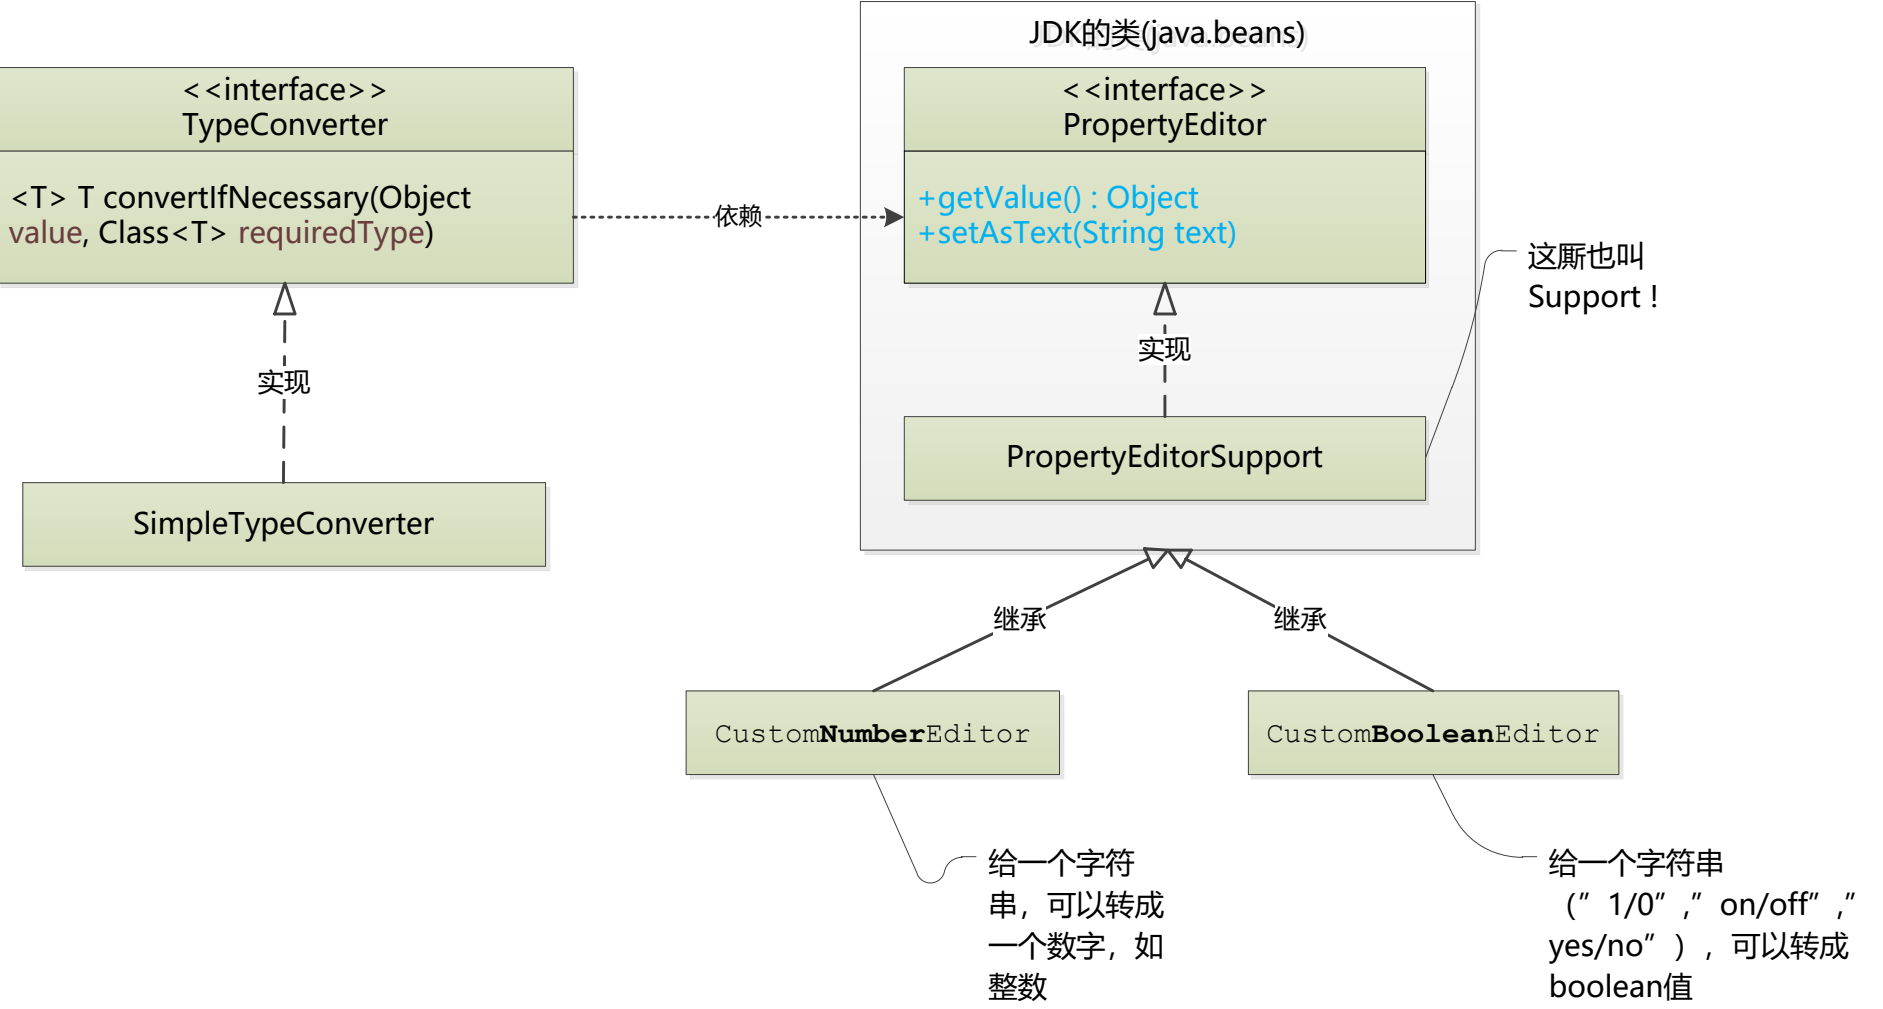 JDK的类(java.beans)
<<interface>>
TypeConverter
<T> T convertIfNecessary(Object
value, Class<T> requiredType)
依赖
<<interface>>
PropertyEditor
+getValue() : Object
+setAsText(String text)
这厮也叫
Support！
实现
实现
PropertyEditorSupport
SimpleTypeConverter
继承
继承
CustomNumberEditor
CustomBooleanEditor
给一个字符
串，可以转成
一个数字，如
整数
给一个字符串
（”1/0”,”on/off”,”
yes/no”），可以转成
boolean值